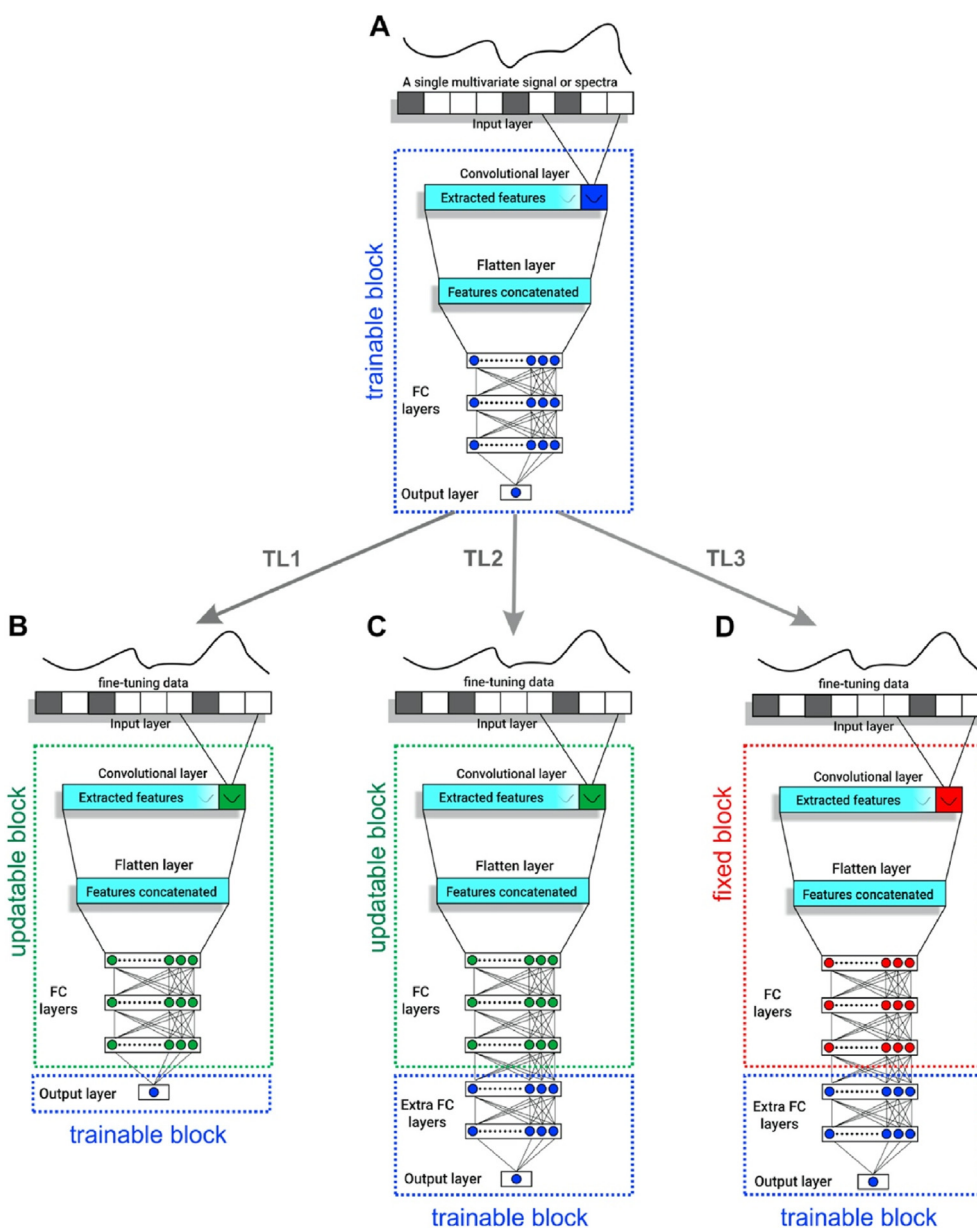 A
A single multivariate signal or spectra
Input layer
trainable block
Convolutional layer
Extracted features
Flatten layer
Features concatenated
FC
layers
Output layer
TL1
TL2
TL3
B
fine-tuning data
Input layer
updatable block
Convolutional layer
Extracted features
Flatten layer
Features concatenated
FC
layers
Output layer
trainable block
C
fine-tuning data
Input layer
updatable block
Convolutional layer
Extracted features
Flatten layer
Features concatenated
FC
layers
Extra FC
layers
Output layer
trainable block
D
fine-tuning data
Input layer
fixed block
Convolutional layer
Extracted features
Flatten layer
Features concatenated
FC
layers
Extra FC
layers
Output layer
trainable block